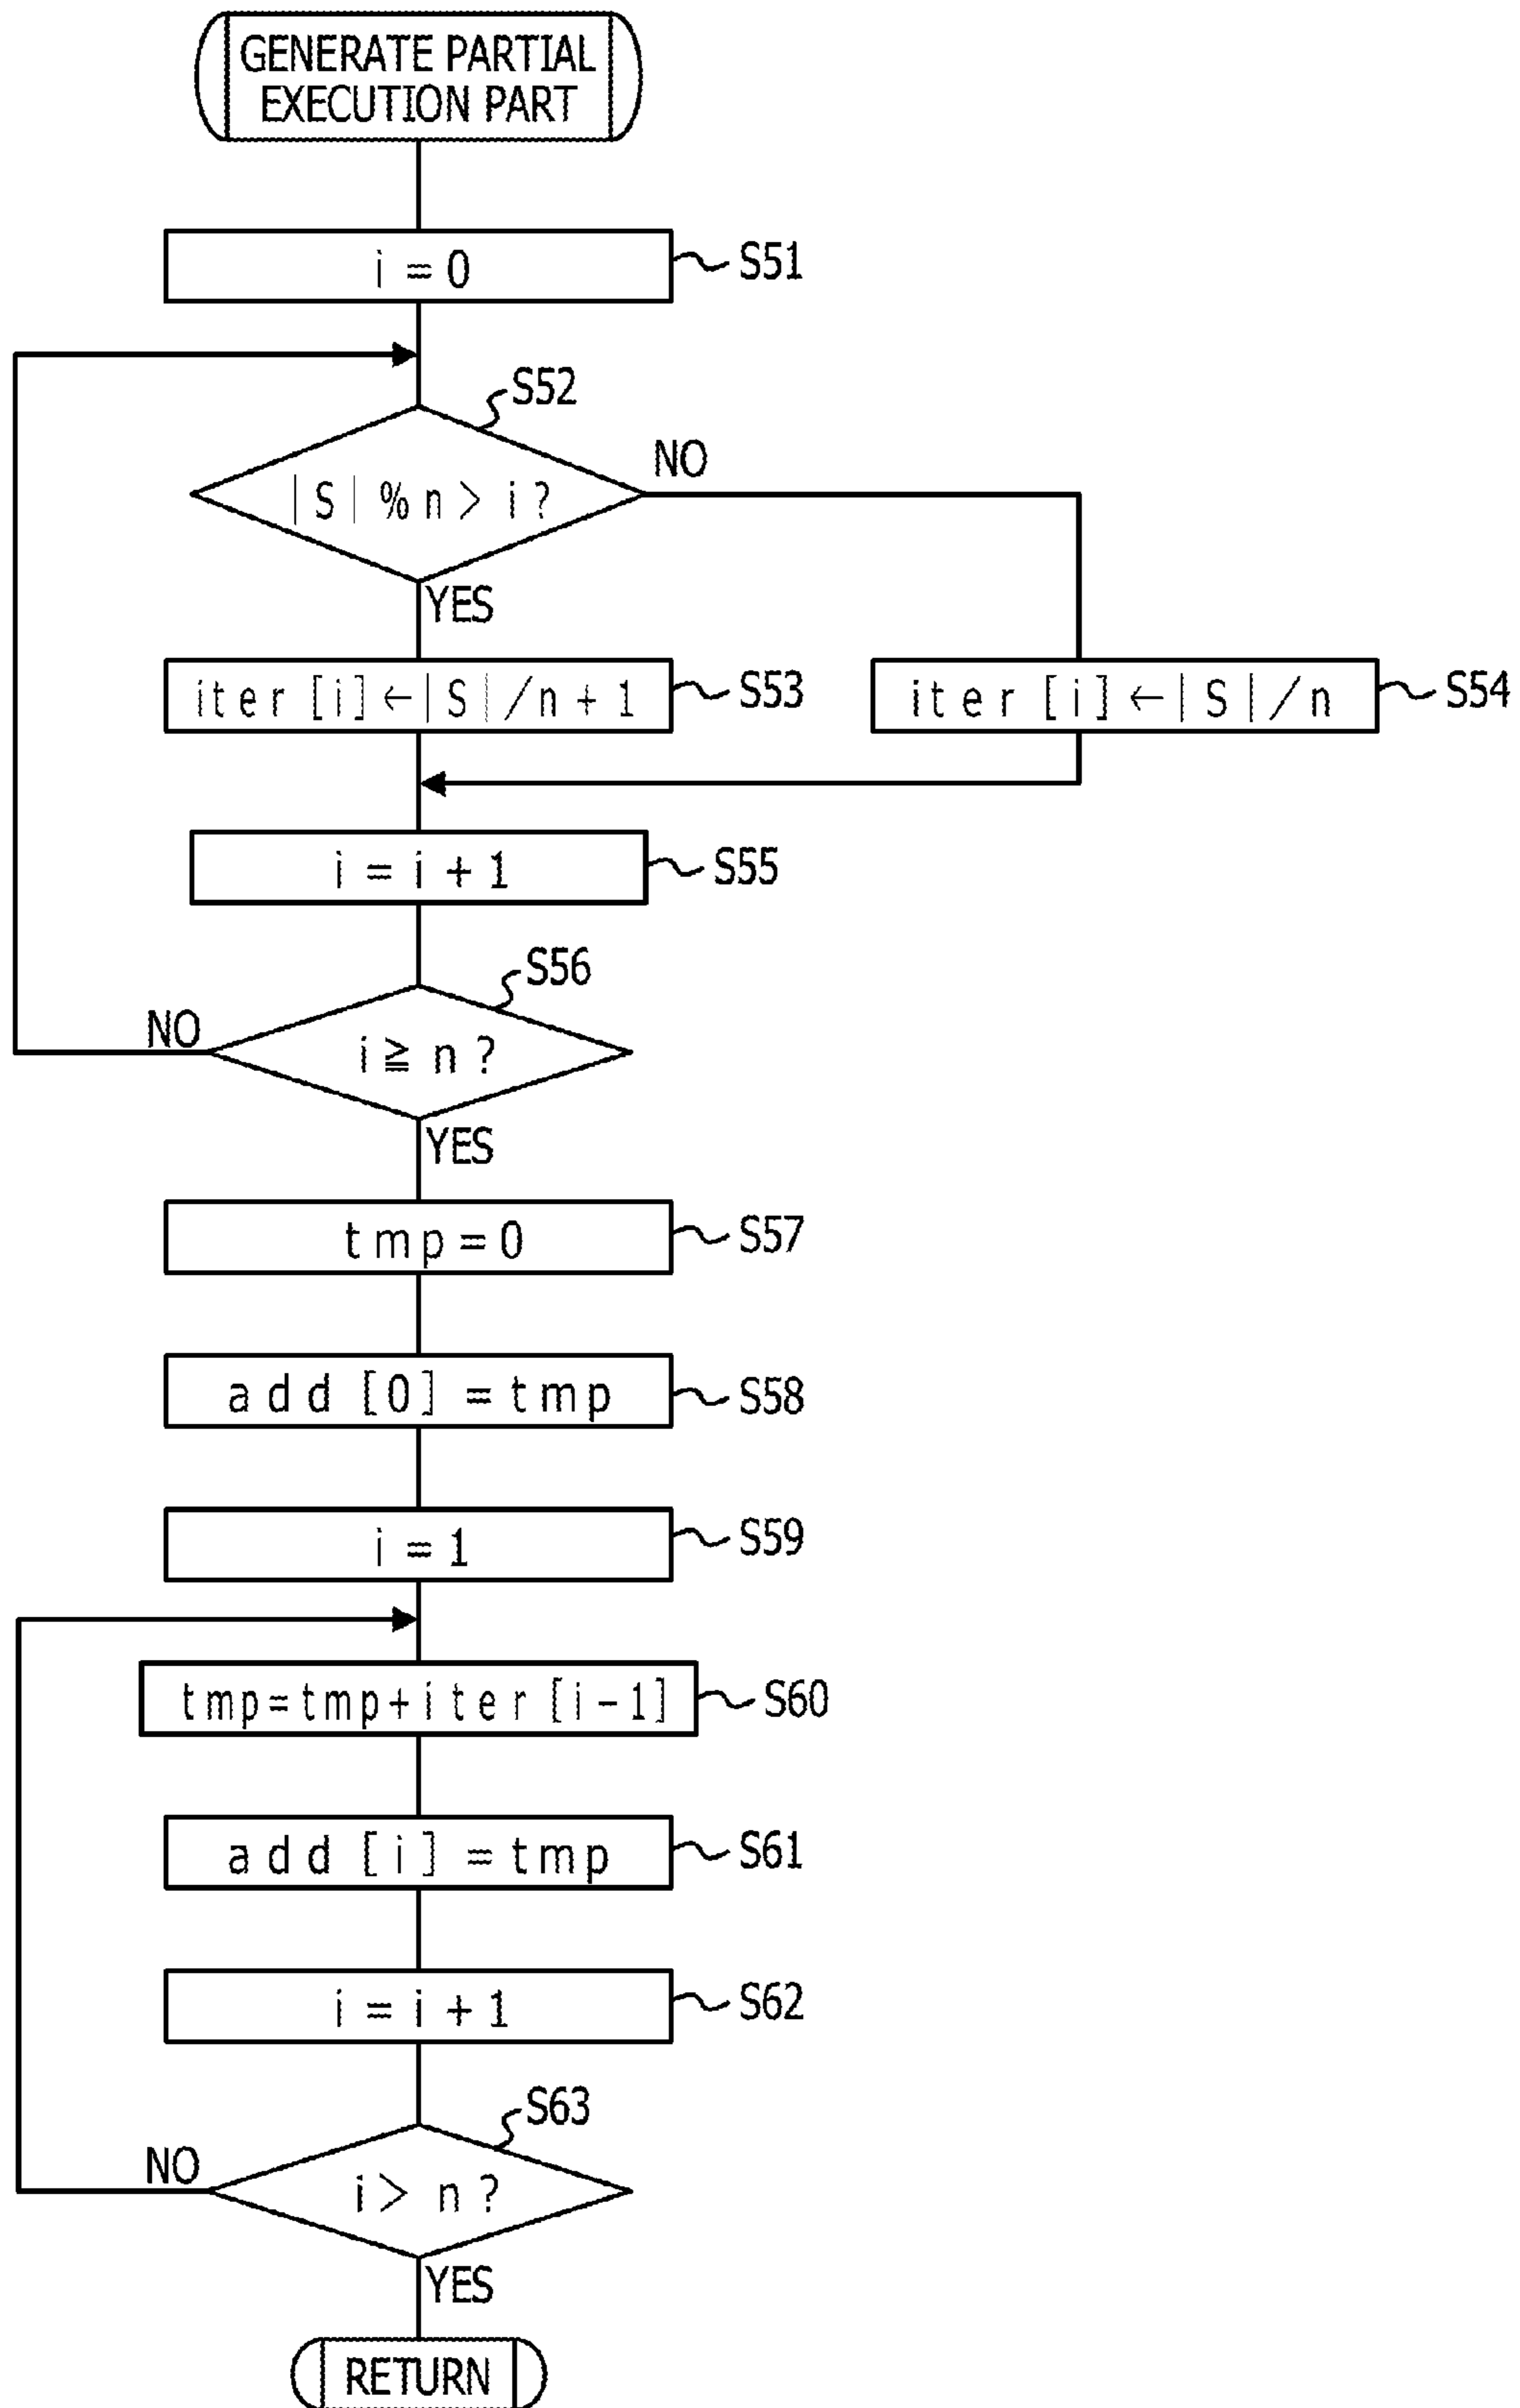 GENERATE PARTIAL
EXECUTION PART
i = 0
S51
S52
|S| % n > i ?
NO
YES
iter [i] ← |S| / n + 1
S53
iter [i] ← |S| / n
S54
i = i + 1
S55
S56
NO
i ≧ n ?
YES
tmp = 0
S57
add [0] = tmp
S58
i = 1
S59
tmp = tmp + iter [i - 1]
S60
add [i] = tmp
S61
i = i + 1
S62
S63
NO
i > n ?
YES
RETURN